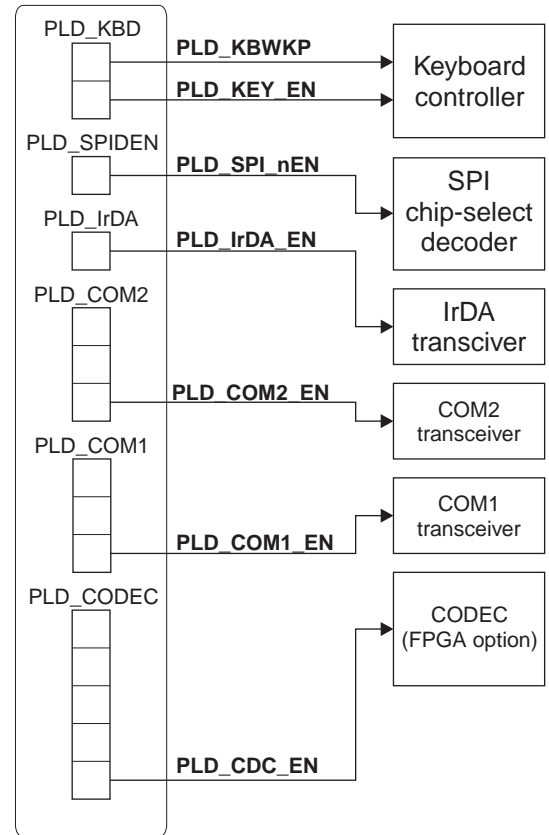 PLD_KBD
PLD_KBWKP
PLD_KEY_EN
Keyboard
controller
PLD_SPIDEN
PLD_SPI_nEN
SPI
chip-select
decoder
PLD_IrDA
PLD_IrDA_EN
IrDA
transciver
PLD_COM2
PLD_COM2_EN
COM2
transceiver
PLD_COM1
PLD_COM1_EN
COM1
transceiver
PLD_CODEC
PLD_CDC_EN
CODEC
(FPGA option)